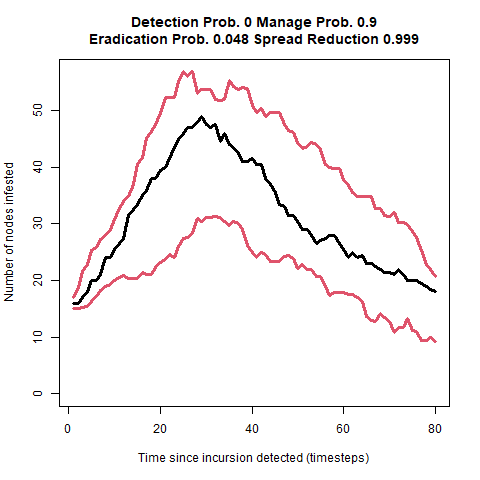 Detection Prob. 0 Manage Prob. 0.9
Eradication Prob. 0.048 Spread Reduction 0.999
Number of nodes infested
50
40
30
20
10
0
0 20 40 60 80
Time since incursion detected (timesteps)